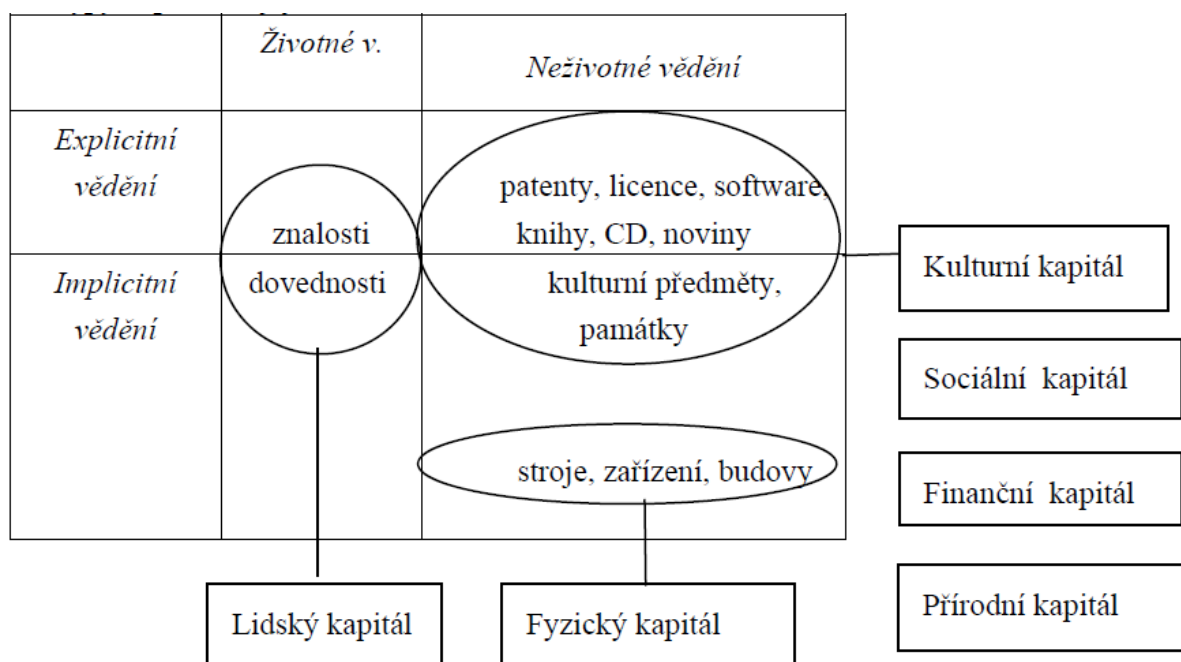 Životné v.
Neživotné vědění
Explicitní
vědění
znalosti
patenty, licence, software,
knihy, CD, noviny
Implicitní
vědění
dovednosti
kulturní předměty,
památky
stroje, zařízení, budovy
Kulturní kapitál
Sociální kapitál
Finanční kapitál
Přírodní kapitál
Lidský kapitál
Fyzický kapitál